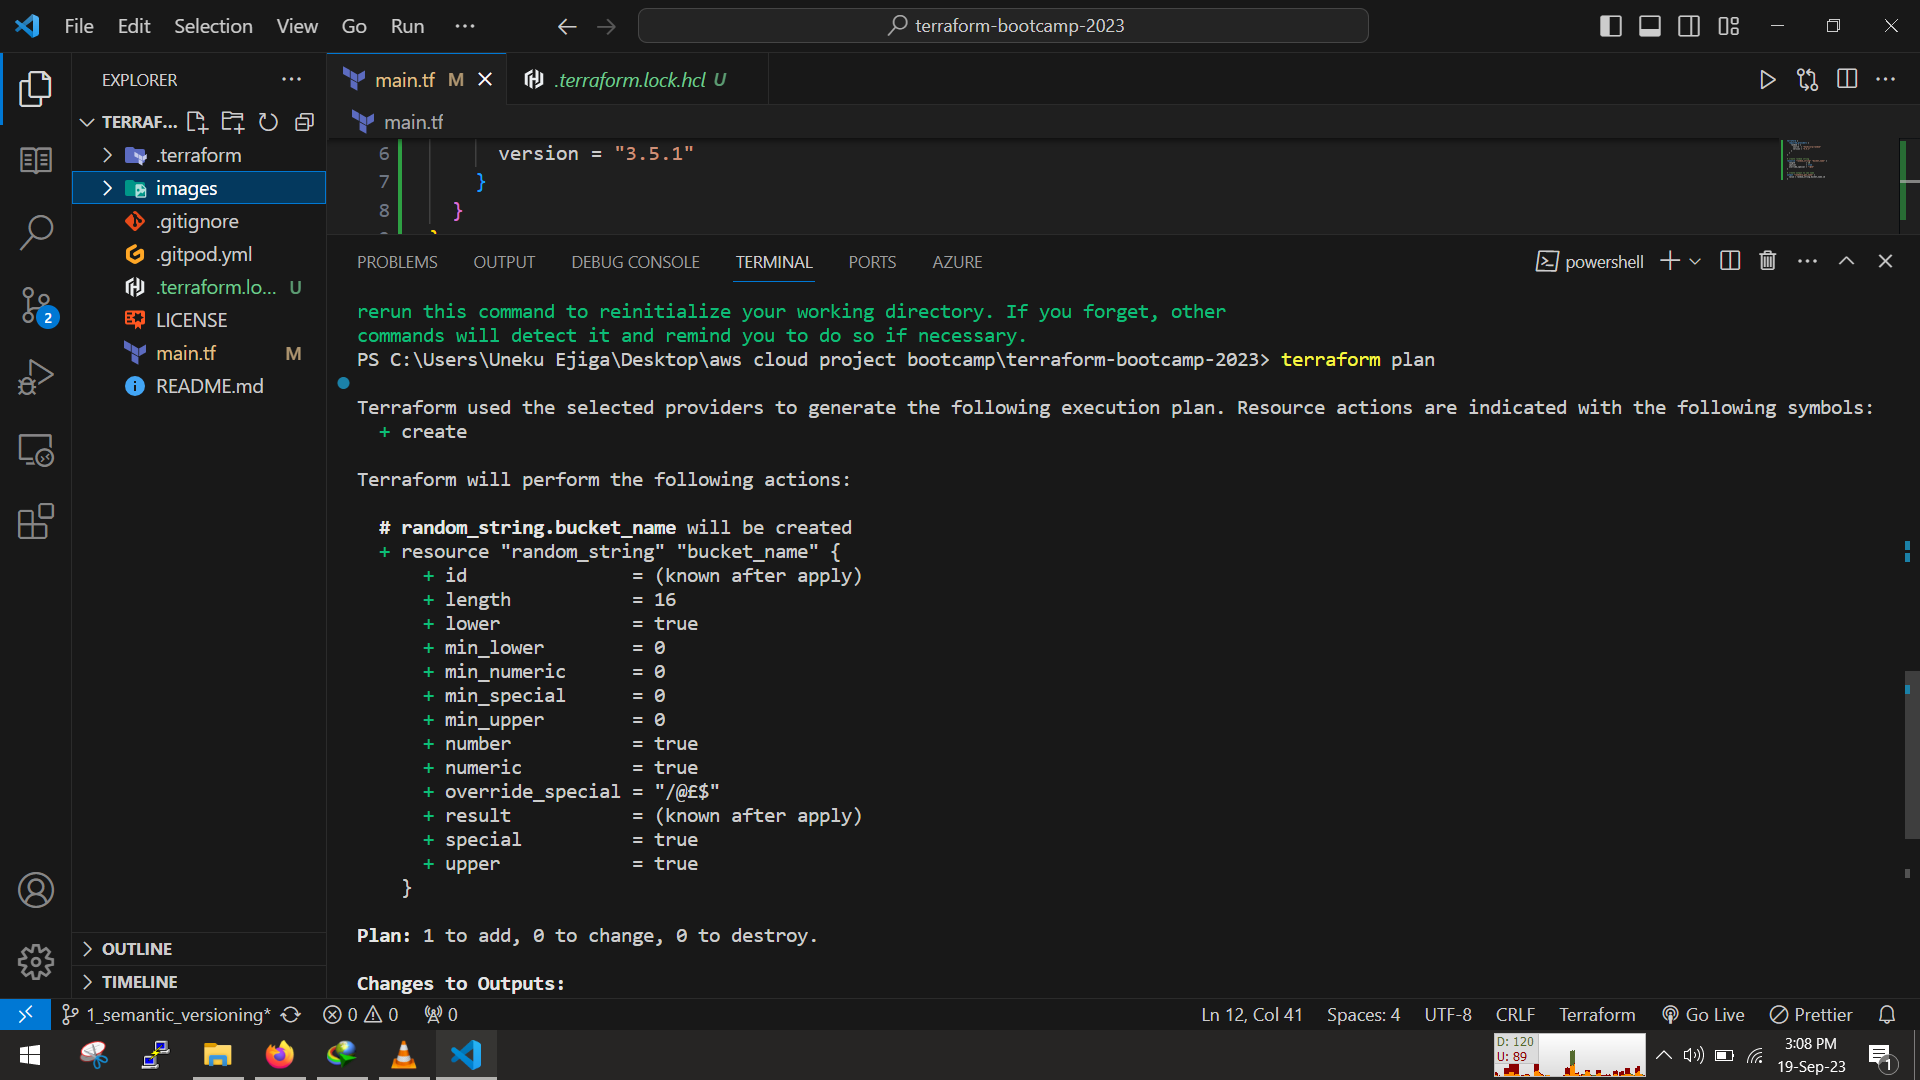 File Edit Selection View Go Run ··· terraform-bootcamp-2023
EXPLORER ···
main.tf M
.terraform.lock.hcl U
TERRAF...
main.tf
.terraform
images
.gitignore
.gitpod.yml
.terraform.lo... U
LICENSE
main.tf M
README.md
2
6 version = "3.5.1"
7 }
8 }
PROBLEMS OUTPUT DEBUG CONSOLE TERMINAL PORTS AZURE powershell
rerun this command to reinitialize your working directory. If you forget, other
commands will detect it and remind you to do so if necessary.
PS C:\Users\Uneku Ejiga\Desktop\aws cloud project bootcamp\terraform-bootcamp-2023> terraform plan
Terraform used the selected providers to generate the following execution plan. Resource actions are indicated with the following symbols:
+ create
Terraform will perform the following actions:
# random_string.bucket_name will be created
+ resource "random_string" "bucket_name" {
+ id = (known after apply)
+ length = 16
+ lower = true
+ min_lower = 0
+ min_numeric = 0
+ min_special = 0
+ min_upper = 0
+ number = true
+ numeric = true
+ override_special = "/@£$"
+ result = (known after apply)
+ special = true
+ upper = true
}
Plan: 1 to add, 0 to change, 0 to destroy.
Changes to Outputs:
OUTLINE
TIMELINE
1_semantic_versioning* 0 0 0 Ln 12, Col 41 Spaces: 4 UTF-8 CRLF Terraform Go Live Prettier
D: 120
U: 89
3:08 PM
19-Sep-23
1